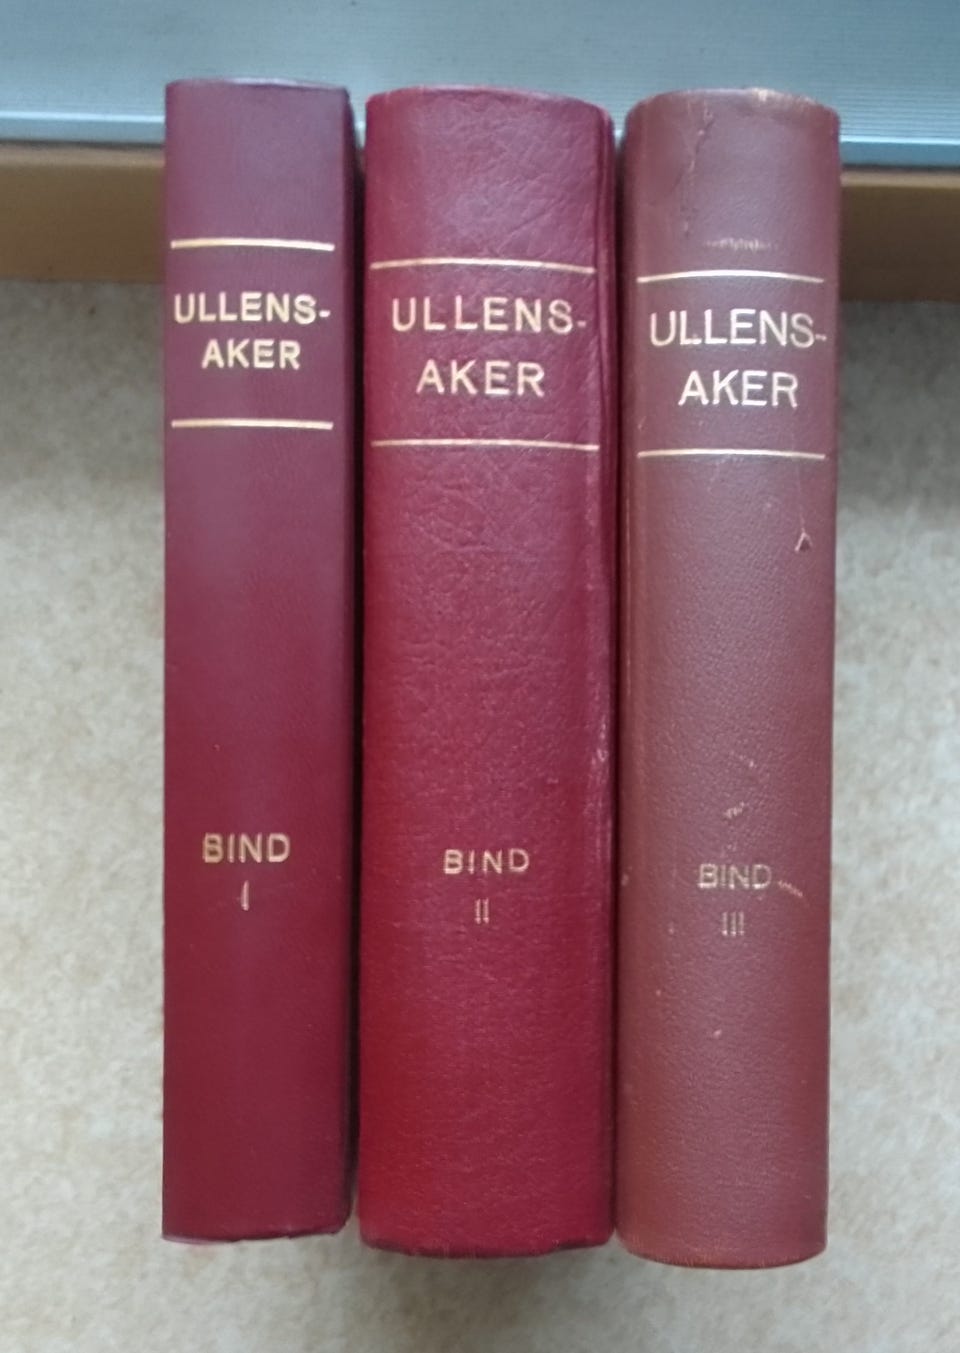 ULLENS-
AKER
BIND
I
ULLENS-
AKER
BIND
II
ULLENS-
AKER
BIND
III